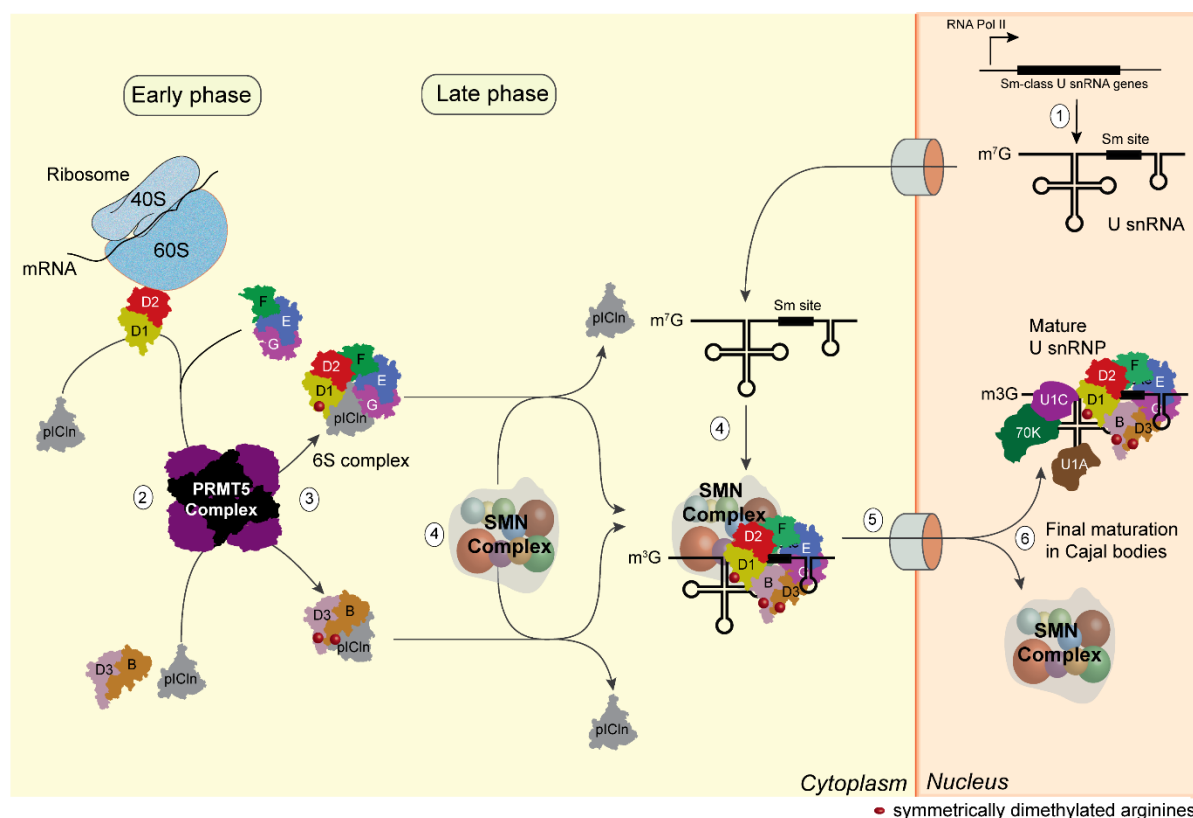 Early phase
Late phase
RNA Pol II
Sm-class U snRNA genes
1
m⁷G
Sm site
U snRNA
Ribosome
40S
60S
mRNA
D2
D1
F
E
G
pICln
pICln
D2
F
D1
E
G
pICln
6S complex
2
PRMT5
Complex
3
D3
B
pICln
D3
B
pICln
4
SMN
Complex
pICln
m⁷G
Sm site
4
SMN
Complex
D2
F
E
m³G
D1
G
B
D3
5
Mature
U snRNP
D2
F
E
m3G
U1C
D1
G
70K
B
D3
U1A
6
Final maturation
in Cajal bodies
SMN
Complex
Cytoplasm
Nucleus
symmetrically dimethylated arginines